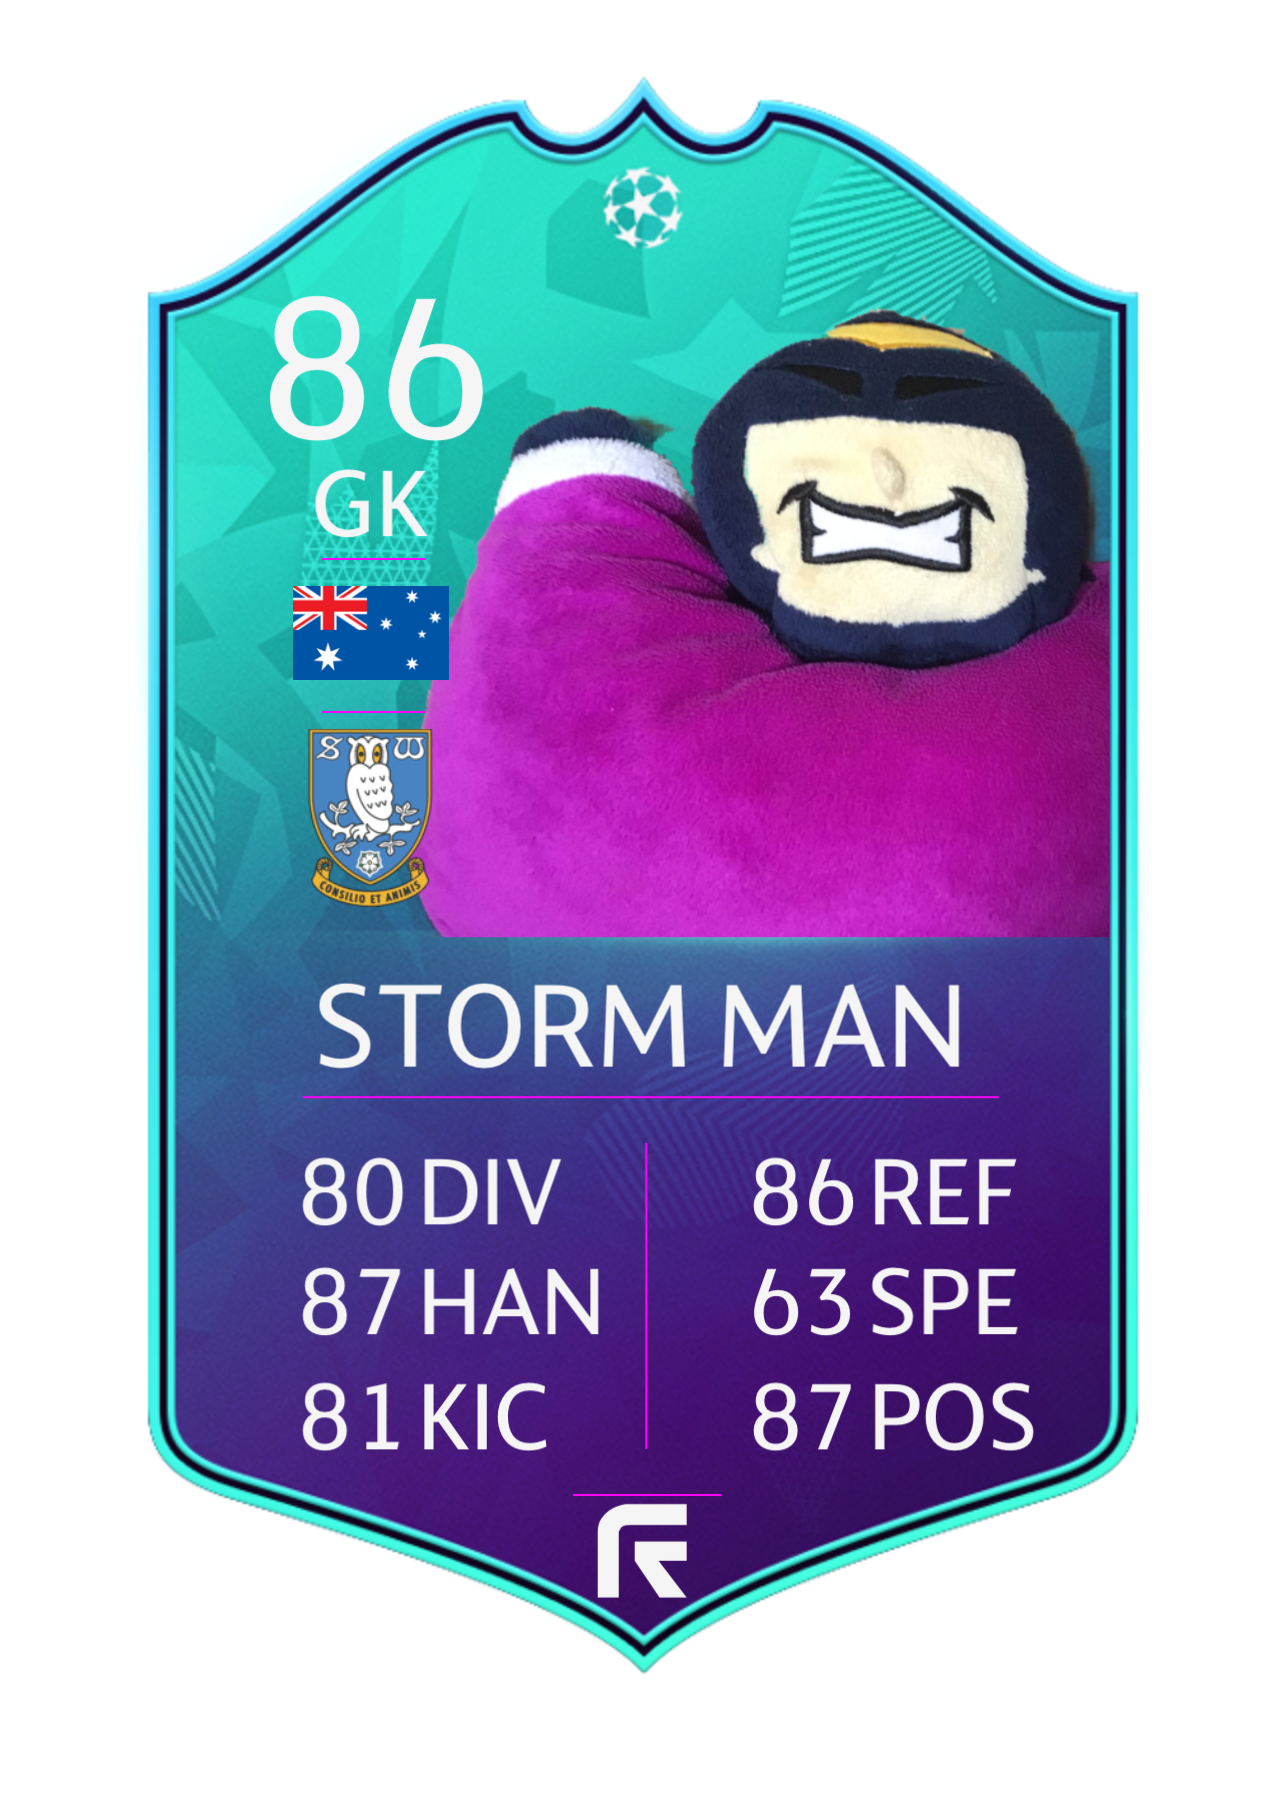 86
GK
S W
CONSILIO ET ANIMIS
STORM MAN
80 DIV
87 HAN
81 KIC
86 REF
63 SPE
87 POS